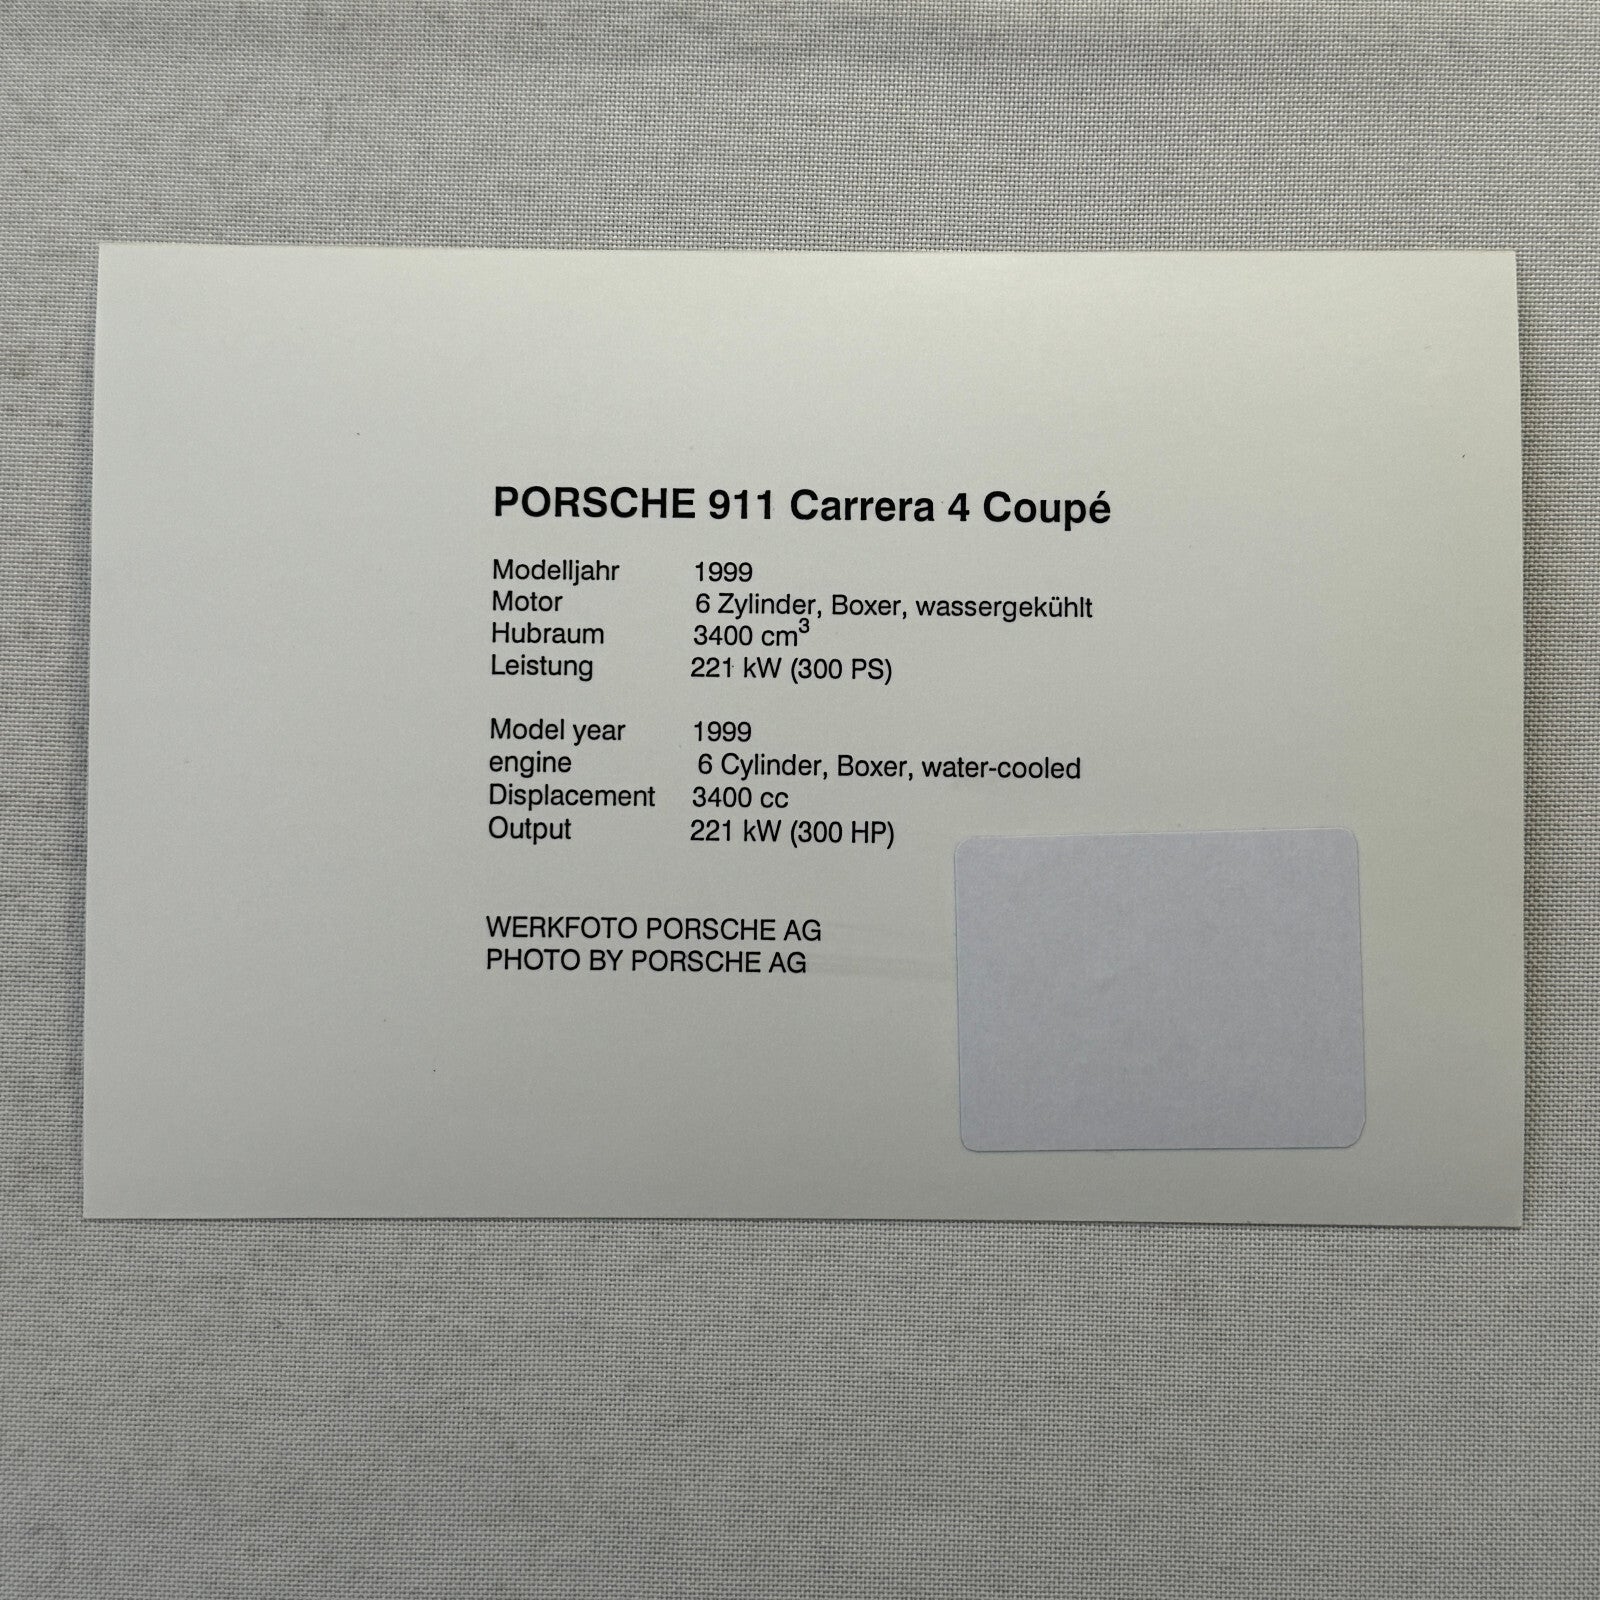 PORSCHE 911 Carrera 4 Coupé
Modelljahr 1999
Motor 6 Zylinder, Boxer, wassergekühlt
Hubraum 3400 cm³
Leistung 221 kW (300 PS)
Model year 1999
engine 6 Cylinder, Boxer, water-cooled
Displacement 3400 cc
Output 221 kW (300 HP)
WERKFOTO PORSCHE AG
PHOTO BY PORSCHE AG